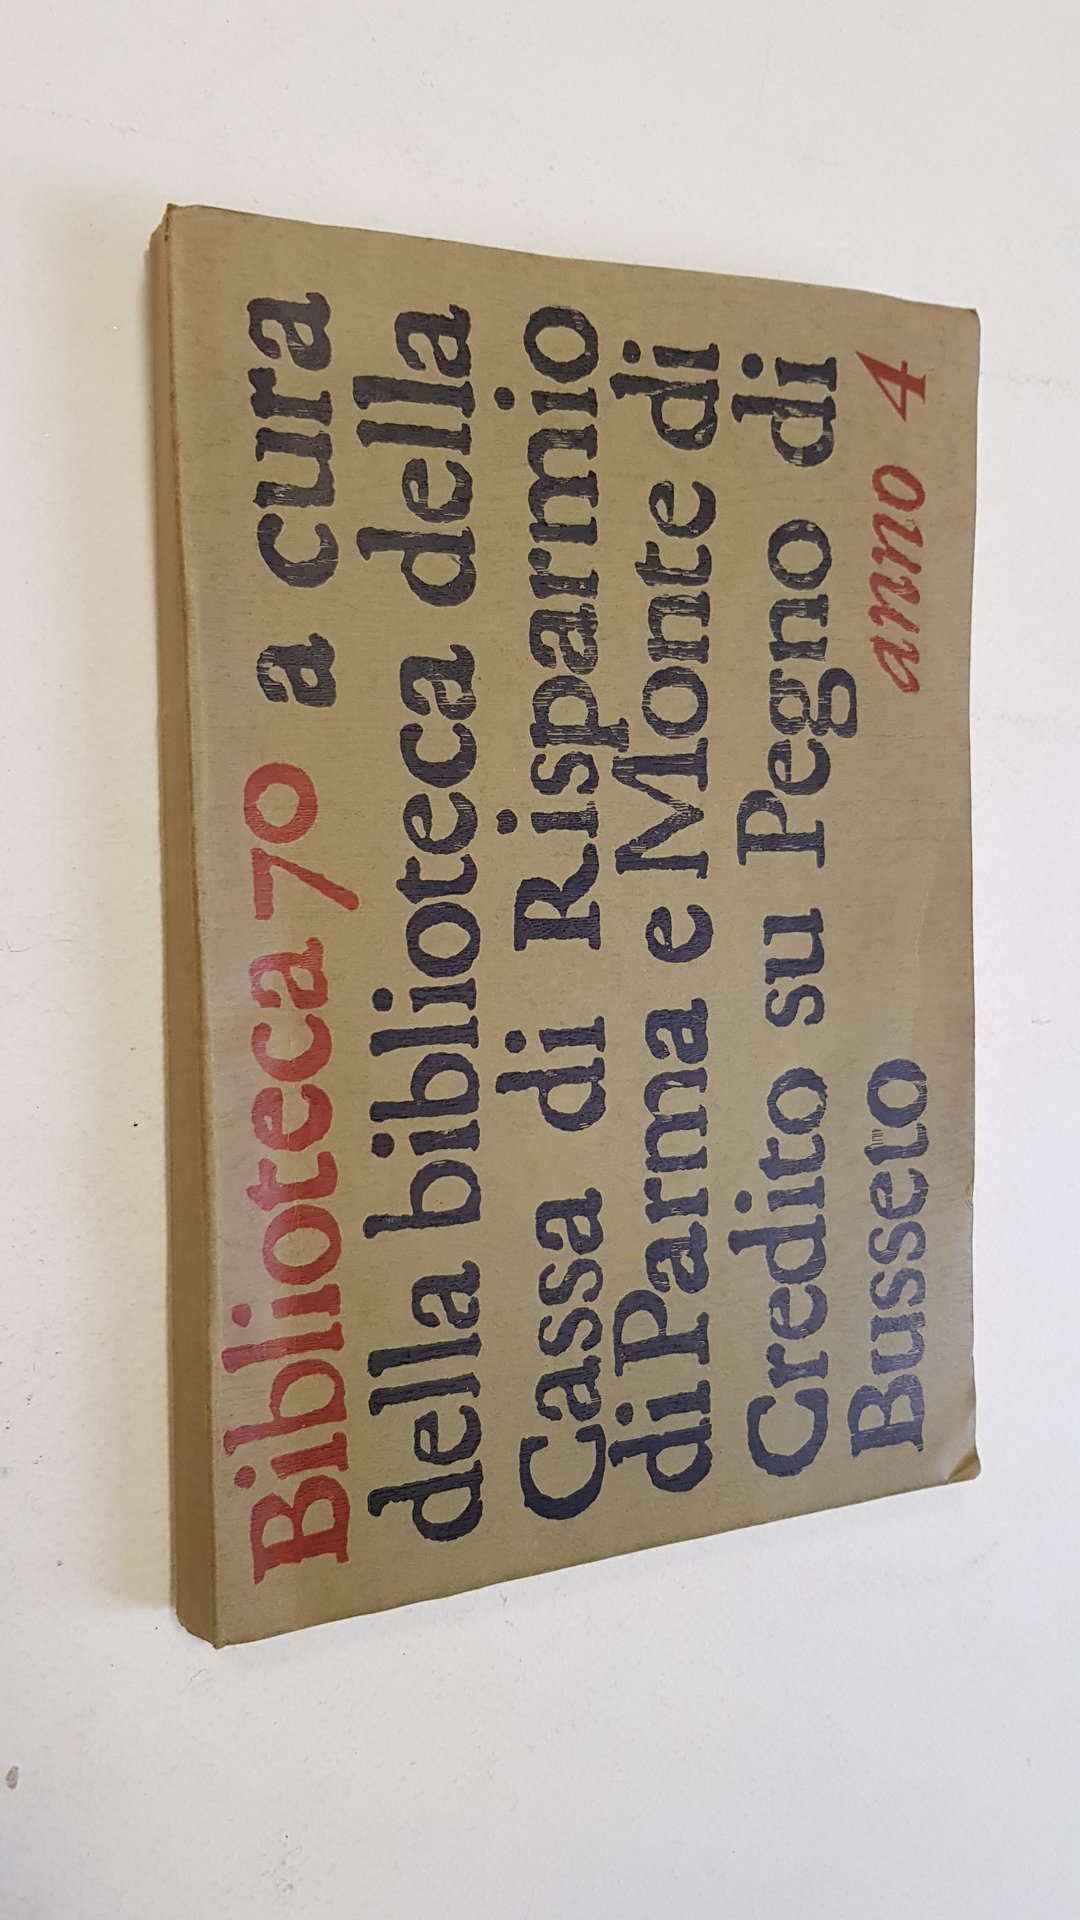 Biblioteca 70 a cura
della biblioteca della
Cassa di Risparmio
di Parma e Monte di
Credito su Pegno di
Busseto anno 4